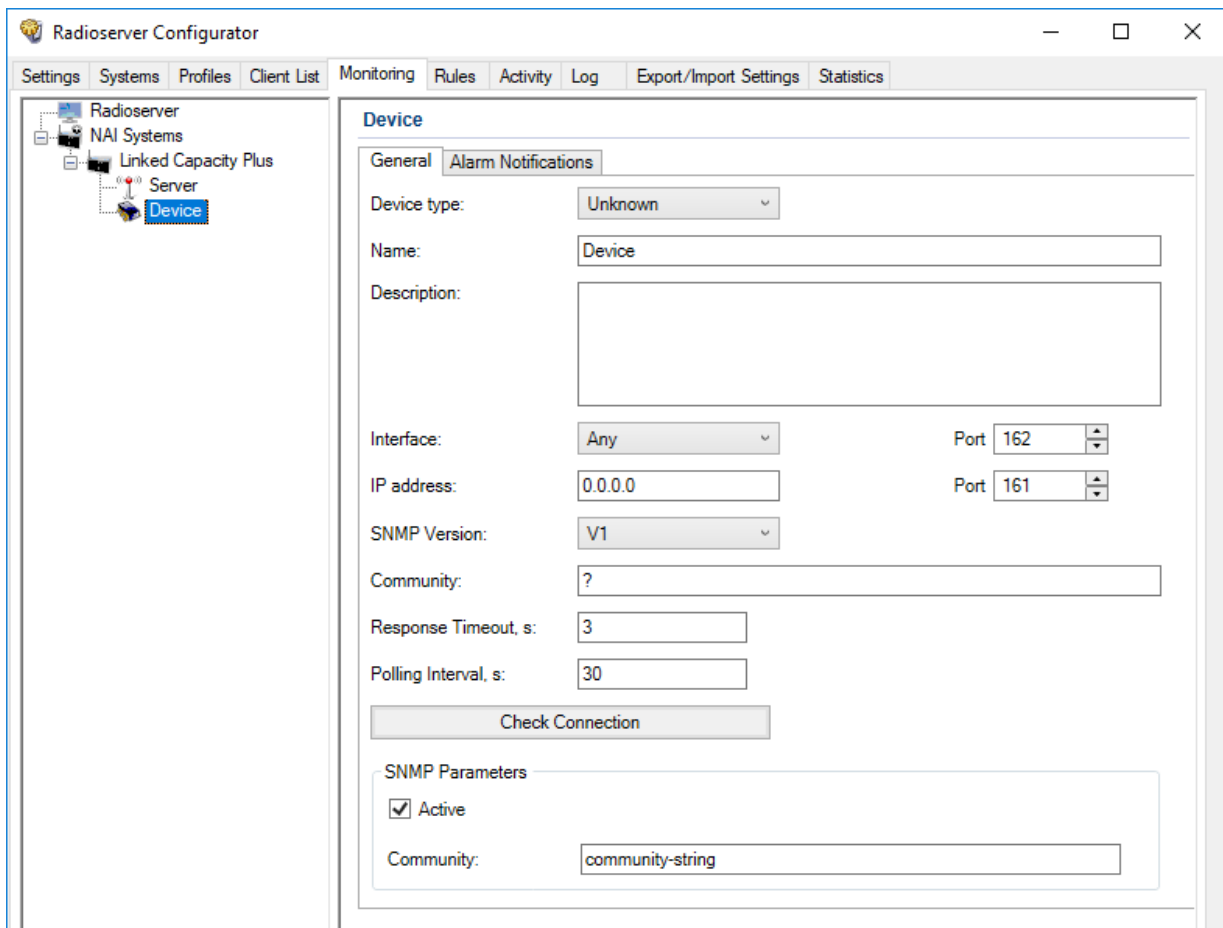 Radioserver Configurator
Settings Systems Profiles Client List Monitoring Rules Activity Log Export/Import Settings Statistics
Radioserver
NAI Systems
Linked Capacity Plus
Server
Device
Device
General Alarm Notifications
Device type: Unknown
Name: Device
Description:
Interface: Any Port 162
IP address: 0.0.0.0 Port 161
SNMP Version: V1
Community: ?
Response Timeout, s: 3
Polling Interval, s: 30
Check Connection
SNMP Parameters
Active
Community: community-string